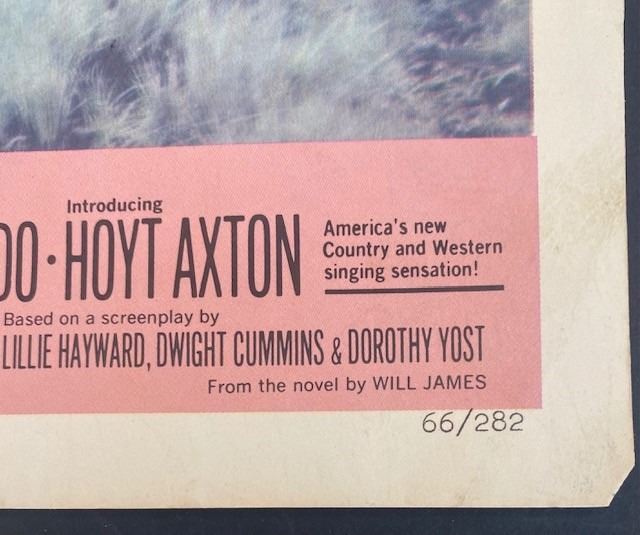 Introducing
DO · HOYT AXTON
America's new
Country and Western
singing sensation!
Based on a screenplay by
LILLIE HAYWARD, DWIGHT CUMMINS & DOROTHY YOST
From the novel by WILL JAMES
66/282